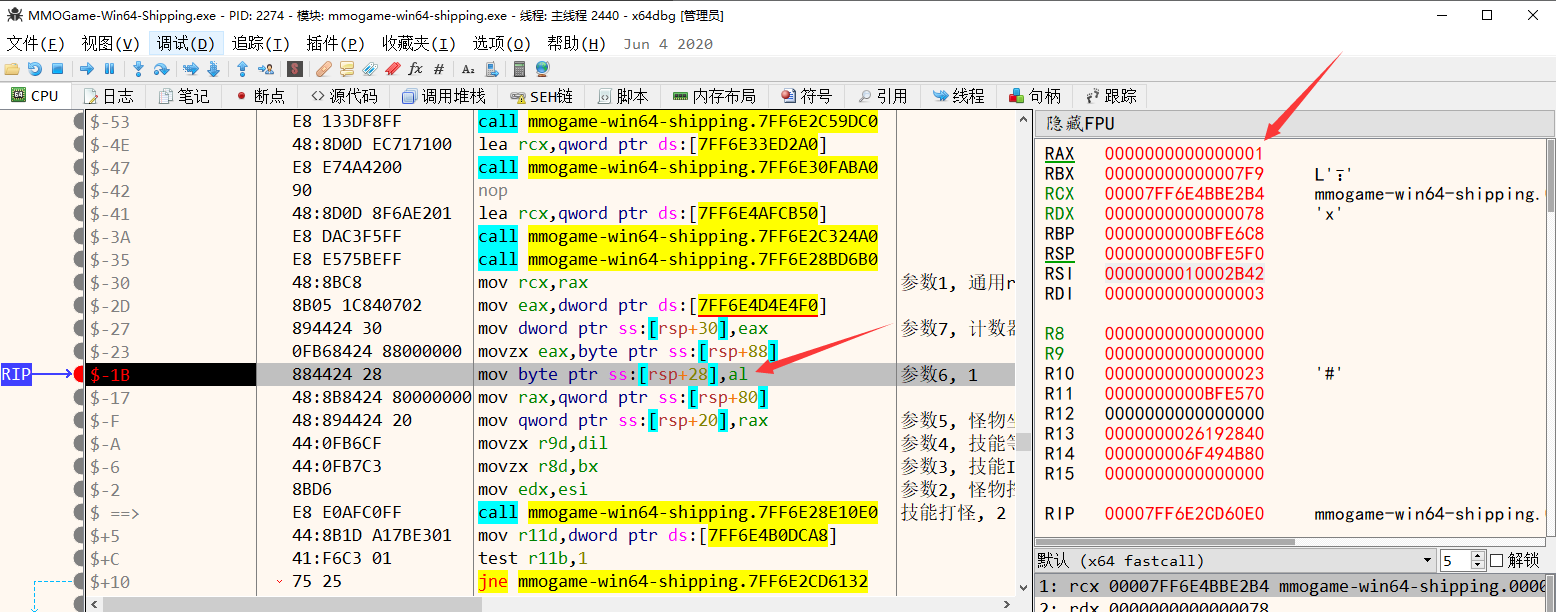 MMOGame-Win64-Shipping.exe - PID: 2274 - 模块: mmogame-win64-shipping.exe - 线程: 主线程 2440 - x64dbg [管理员]
文件(F) 视图(V) 调试(D) 追踪(T) 插件(P) 收藏夹(I) 选项(O) 帮助(H) Jun 4 2020
CPU 日志 笔记 断点 源代码 调用堆栈 SEH链 脚本 内存布局 符号 引用 线程 句柄 跟踪
$-53 E8 133DF8FF call mmogame-win64-shipping.7FF6E2C59DC0
$-4E 48:8D0D EC717100 lea rcx,qword ptr ds:[7FF6E33ED2A0]
$-47 E8 E74A4200 call mmogame-win64-shipping.7FF6E30FABA0
$-42 90 nop
$-41 48:8D0D 8F6AE201 lea rcx,qword ptr ds:[7FF6E4AFCB50]
$-3A E8 DAC3F5FF call mmogame-win64-shipping.7FF6E2C324A0
$-35 E8 E575BEFF call mmogame-win64-shipping.7FF6E28BD6B0
$-30 48:8BC8 mov rcx,rax 参数1, 通用r
$-2D 8B05 1C840702 mov eax,dword ptr ds:[7FF6E4D4E4F0]
$-27 894424 30 mov dword ptr ss:[rsp+30],eax 参数7, 计数器
$-23 0FB68424 88000000 movzx eax,byte ptr ss:[rsp+88]
RIP $-1B 884424 28 mov byte ptr ss:[rsp+28],al 参数6, 1
$-17 48:8B8424 80000000 mov rax,qword ptr ss:[rsp+80]
$-F 48:894424 20 mov qword ptr ss:[rsp+20],rax 参数5, 怪物坐
$-A 44:0FB6CF movzx r9d,dil 参数4, 技能等
$-6 44:0FB7C3 movzx r8d,bx 参数3, 技能I
$-2 8BD6 mov edx,esi 参数2, 怪物
$ ==> E8 E0AFC0FF call mmogame-win64-shipping.7FF6E28E10E0 技能打怪, 2
$+5 44:8B1D A17BE301 mov r11d,dword ptr ds:[7FF6E4B0DCA8]
$+C 41:F6C3 01 test r11b,1
$+10 75 25 jne mmogame-win64-shipping.7FF6E2CD6132
隐藏FPU
RAX 0000000000000001
RBX 00000000000007F9 L'߹'
RCX 00007FF6E4BBE2B4 mmogame-win64-shipping.
RDX 0000000000000078 'x'
RBP 0000000000BFE6C8
RSP 0000000000BFE5F0
RSI 0000000010002B42
RDI 0000000000000003
R8 0000000000000000
R9 0000000000000000
R10 0000000000000023 '#'
R11 0000000000BFE570
R12 0000000000000000
R13 0000000026192840
R14 000000006F494B80
R15 0000000000000000
RIP 00007FF6E2CD60E0 mmogame-win64-shipping.
默认 (x64 fastcall) 5 解锁
1: rcx 00007FF6E4BBE2B4 mmogame-win64-shipping.0000
2: rdx 0000000000000078